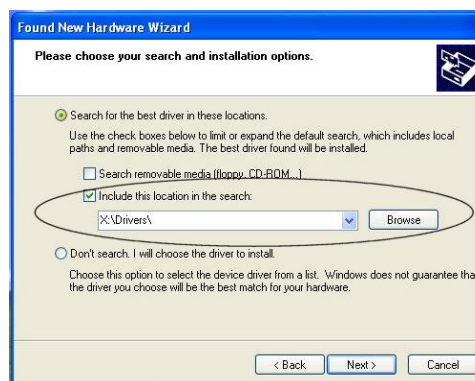 Found New Hardware Wizard
Please choose your search and installation options.
Search for the best driver in these locations.
Use the check boxes below to limit or expand the default search, which includes local
paths and removable media. The best driver found will be installed.
Search removable media (floppy, CD-ROM...)
Include this location in the search:
X:\Drivers\
Browse
Don't search. I will choose the driver to install.
Choose this option to select the device driver from a list. Windows does not guarantee tha
the driver you choose will be the best match for your hardware.
< Back
Next >
Cancel